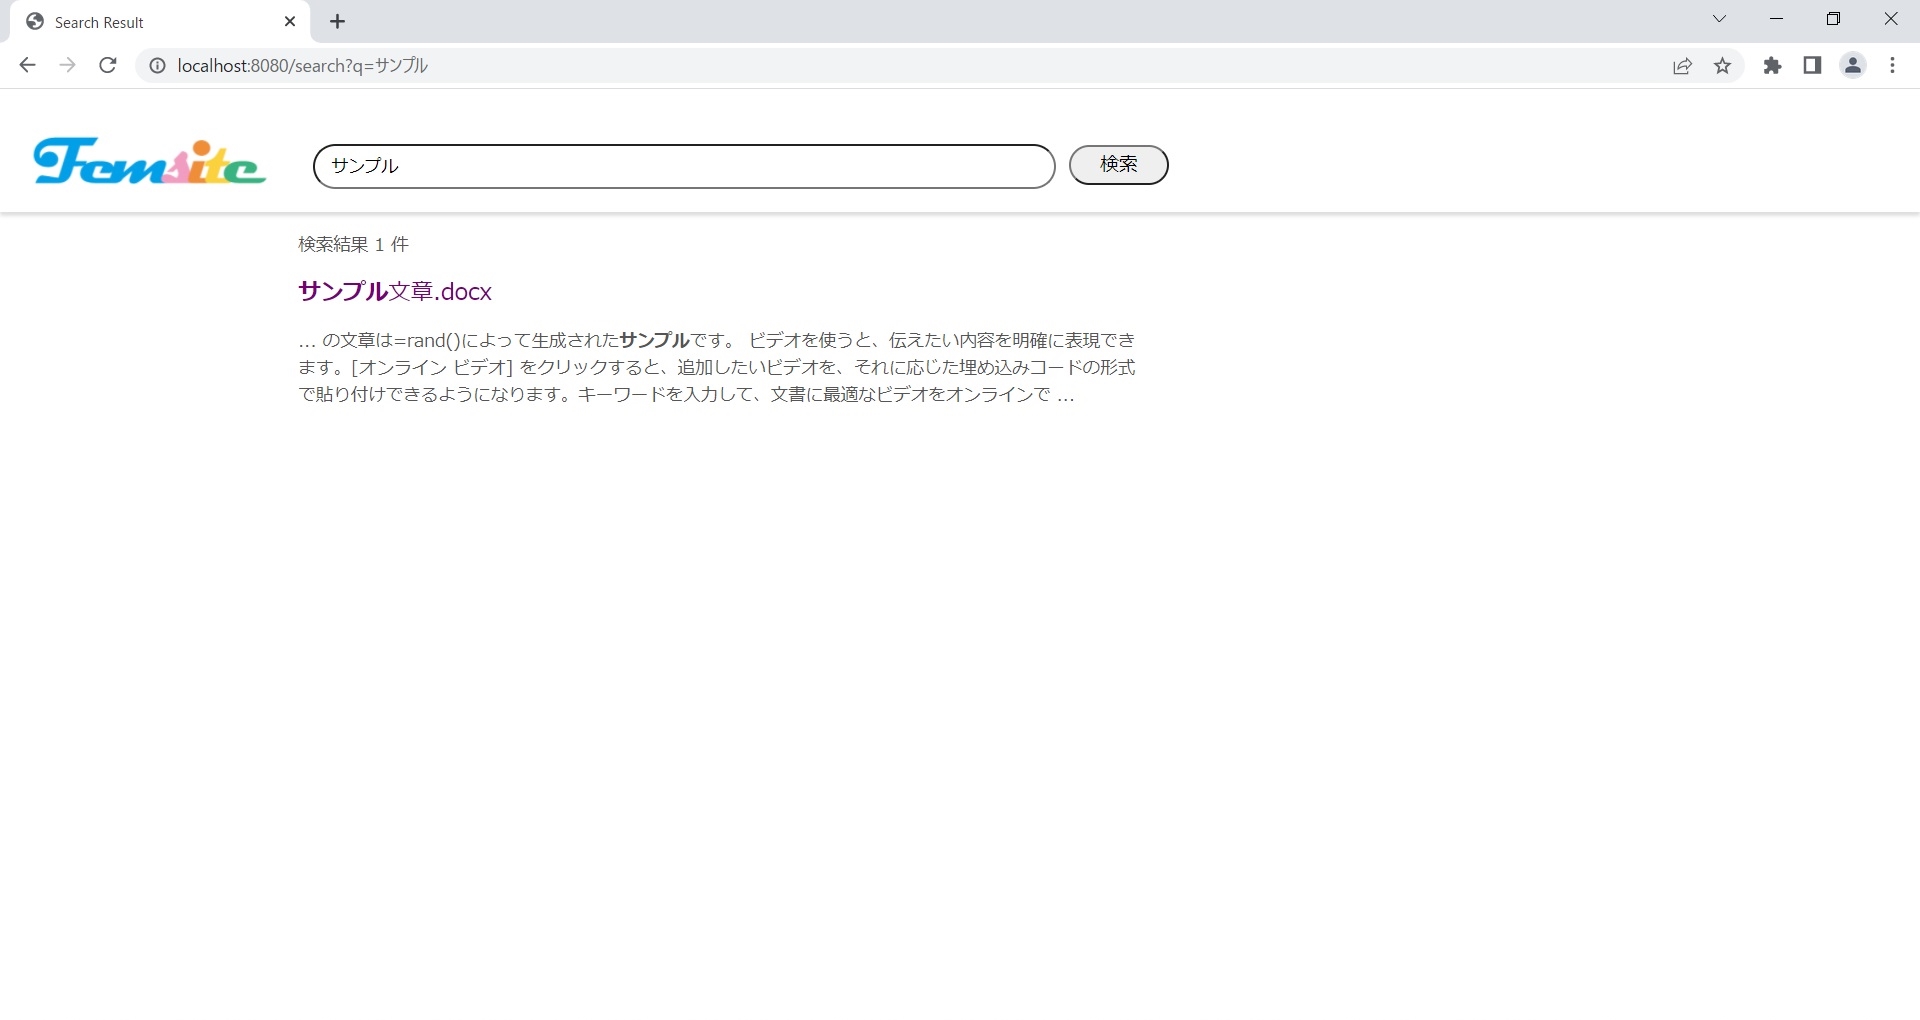 Search Result
localhost:8080/search?q=サンプル
Fcmsite
サンプル
検索
検索結果 1 件
サンプル文章.docx
... の文章は=rand()によって生成されたサンプルです。 ビデオを使うと、伝えたい内容を明確に表現でき
ます。[オンライン ビデオ] をクリックすると、追加したいビデオを、それに応じた埋め込みコードの形式
で貼り付けできるようになります。キーワードを入力して、文書に最適なビデオをオンラインで ...